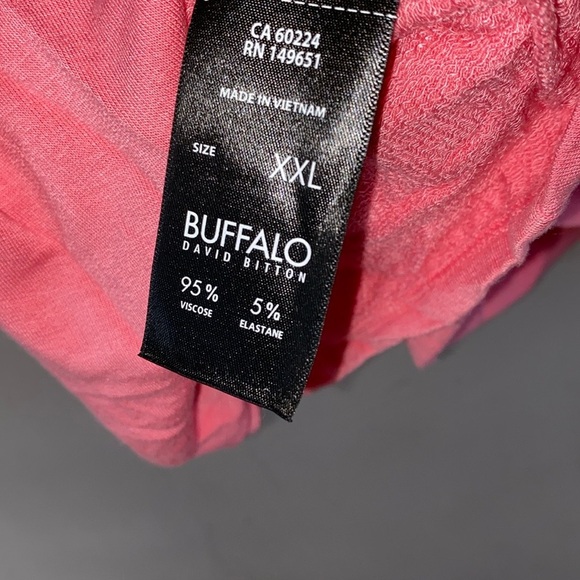 CA 60224
RN 149651
MADE IN VIETNAM
SIZE XXL
BUFFALO
DAVID BITTON
95% 5%
VISCOSE ELASTANE